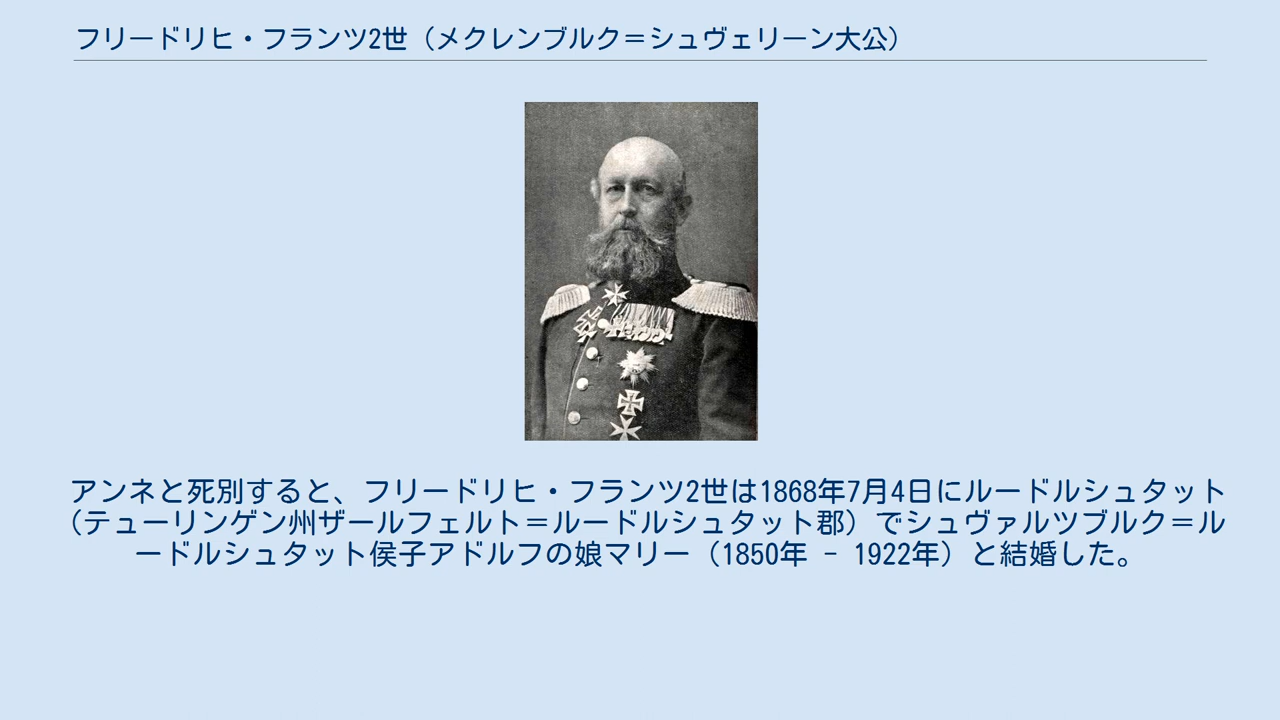 フリードリヒ・フランツ2世（メクレンブルク＝シュヴェリーン大公）
アンネと死別すると、フリードリヒ・フランツ2世は1868年7月4日にルードルシュタット
（テューリンゲン州ザールフェルト＝ルードルシュタット郡）でシュヴァルツブルク＝ル
ードルシュタット侯子アドルフの娘マリー（1850年 - 1922年）と結婚した。